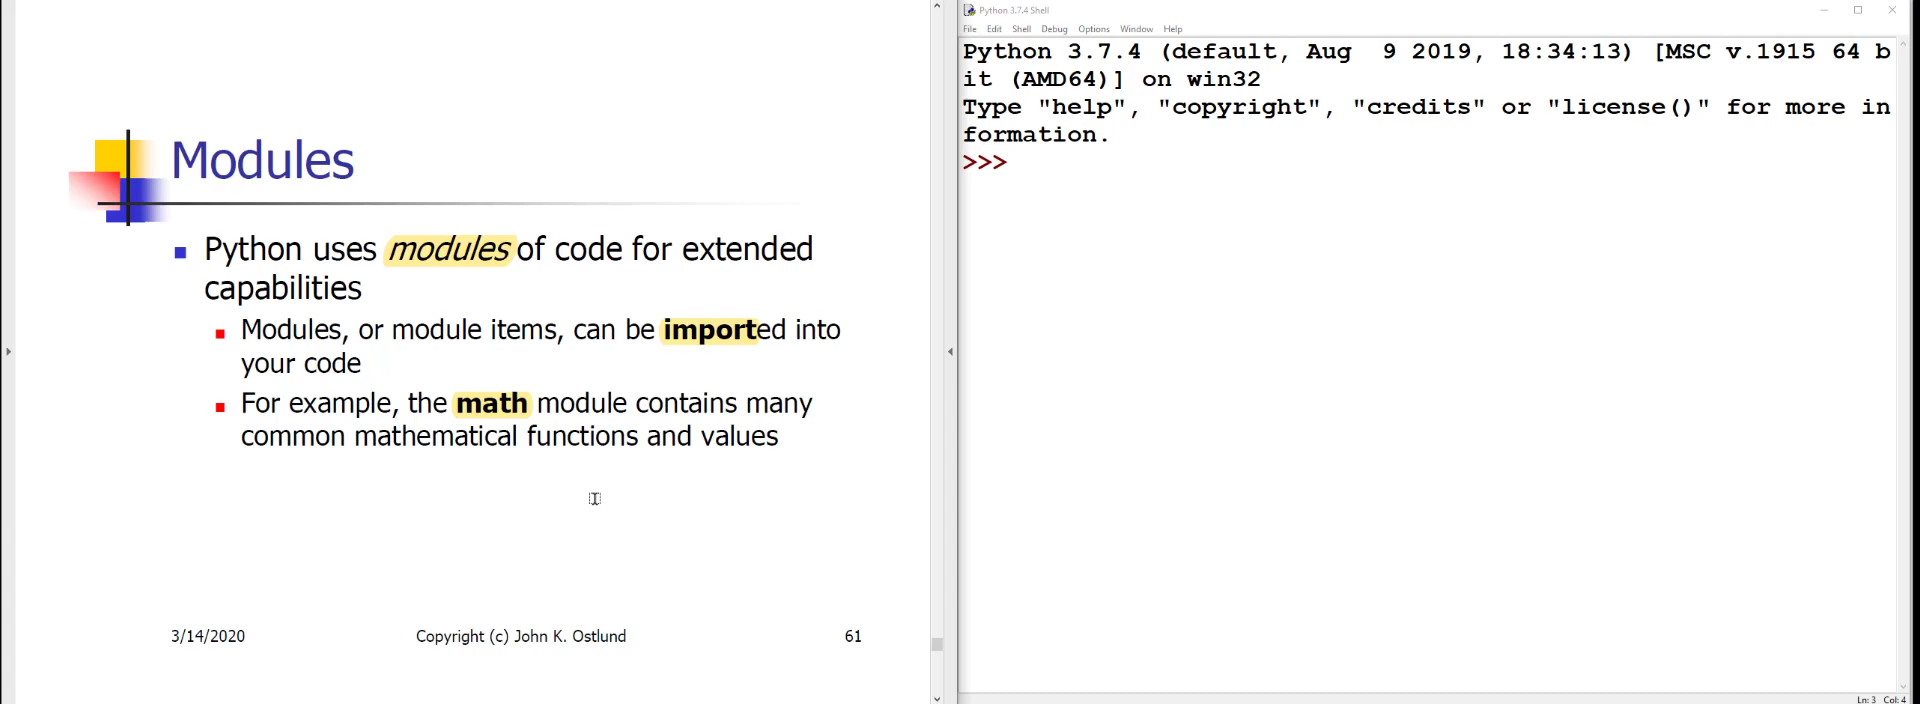 Modules
Python uses modules of code for extended
capabilities
Modules, or module items, can be imported into
your code
For example, the math module contains many
common mathematical functions and values
3/14/2020 Copyright (c) John K. Ostlund 61
Python 3.7.4 Shell
File Edit Shell Debug Options Window Help
Python 3.7.4 (default, Aug  9 2019, 18:34:13) [MSC v.1915 64 b
it (AMD64)] on win32
Type "help", "copyright", "credits" or "license()" for more in
formation.
>>>
Ln: 3 Col: 4